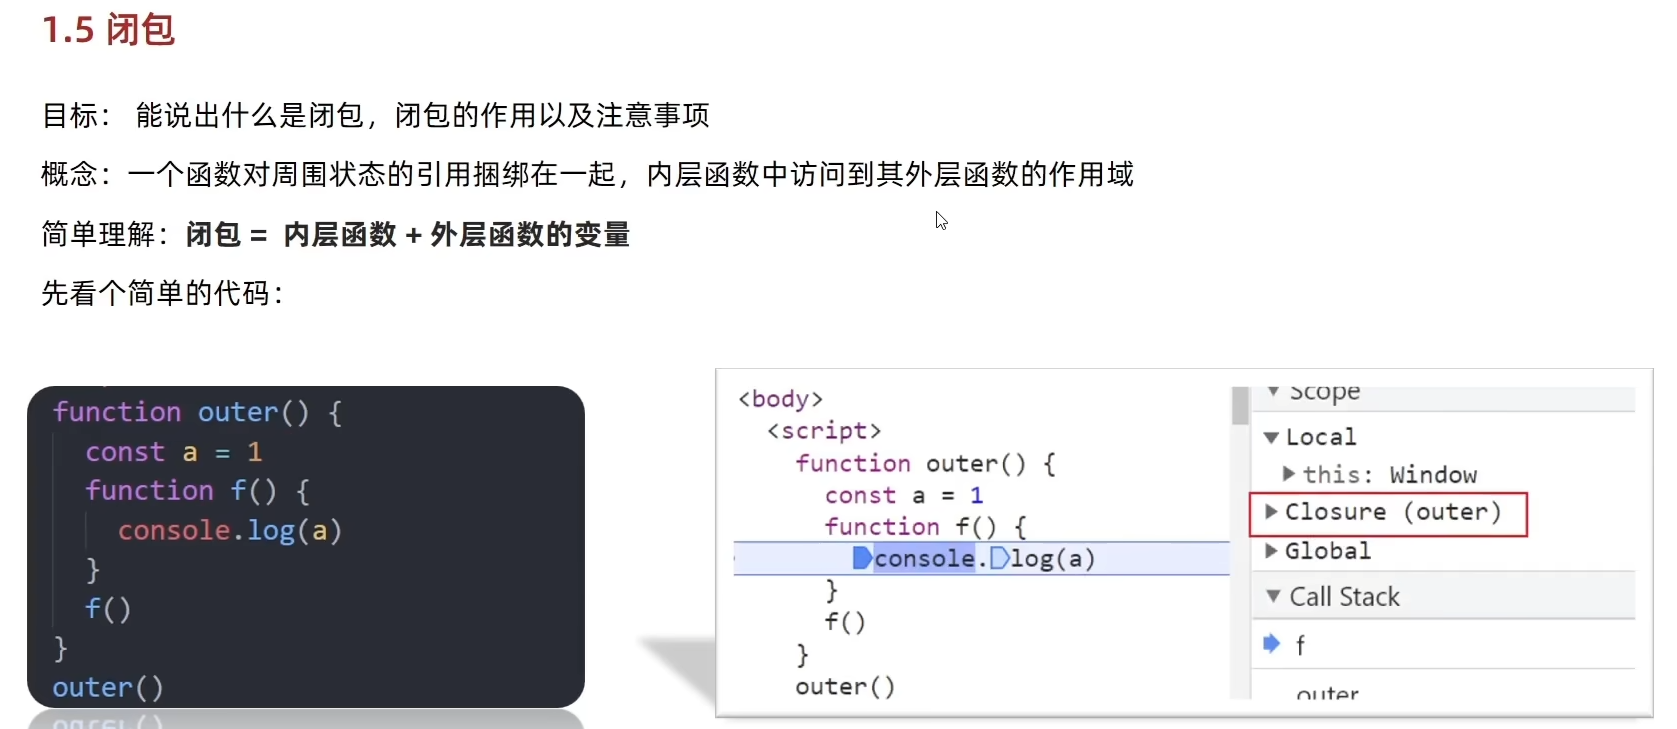 1.5 闭包
目标： 能说出什么是闭包，闭包的作用以及注意事项
概念：一个函数对周围状态的引用捆绑在一起，内层函数中访问到其外层函数的作用域
简单理解：闭包 = 内层函数 + 外层函数的变量
先看个简单的代码：
function outer() {
const a = 1
function f() {
console.log(a)
}
f()
}
outer()
<body>
<script>
function outer() {
const a = 1
function f() {
console.log(a)
}
f()
}
outer()
Scope
Local
this: Window
Closure (outer)
Global
Call Stack
f
outer